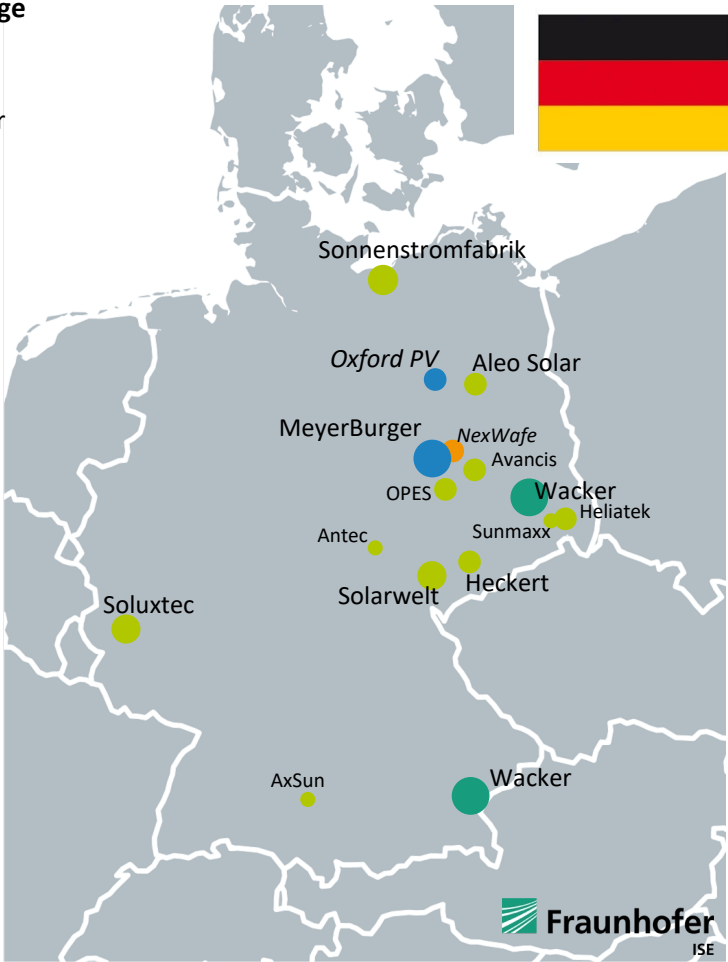 ge
r
Sonnenstromfabrik
Oxford PV
Aleo Solar
MeyerBurger
NexWafe
Avancis
OPES
Wacker
Heliatek
Sunmaxx
Antec
Heckert
Solarwelt
Soluxtec
AxSun
Wacker
Fraunhofer
ISE